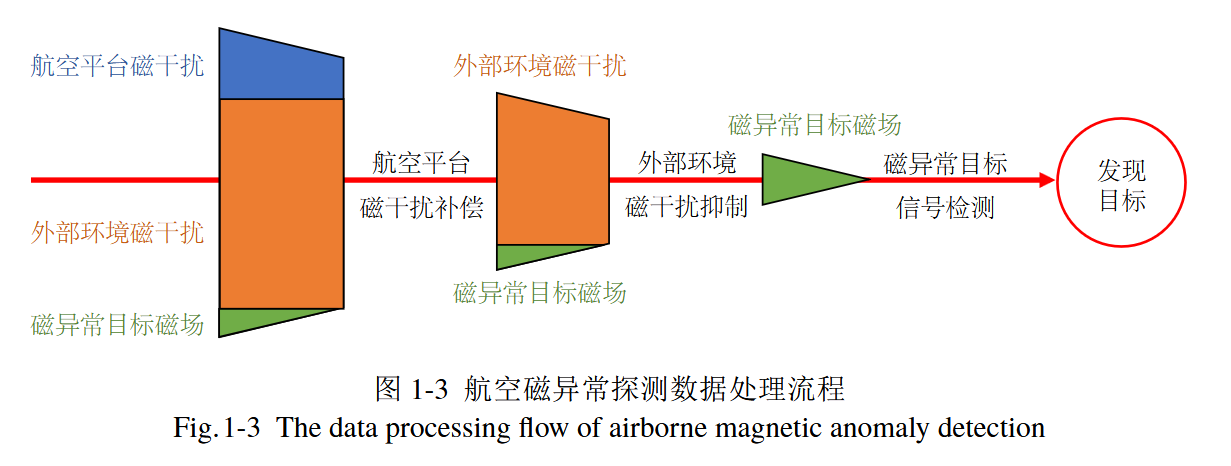 航空平台磁干扰
外部环境磁干扰
磁异常目标磁场
航空平台
磁干扰补偿
外部环境磁干扰
磁异常目标磁场
外部环境
磁干扰抑制
磁异常目标磁场
磁异常目标
信号检测
发现
目标
图 1-3 航空磁异常探测数据处理流程
Fig.1-3 The data processing flow of airborne magnetic anomaly detection